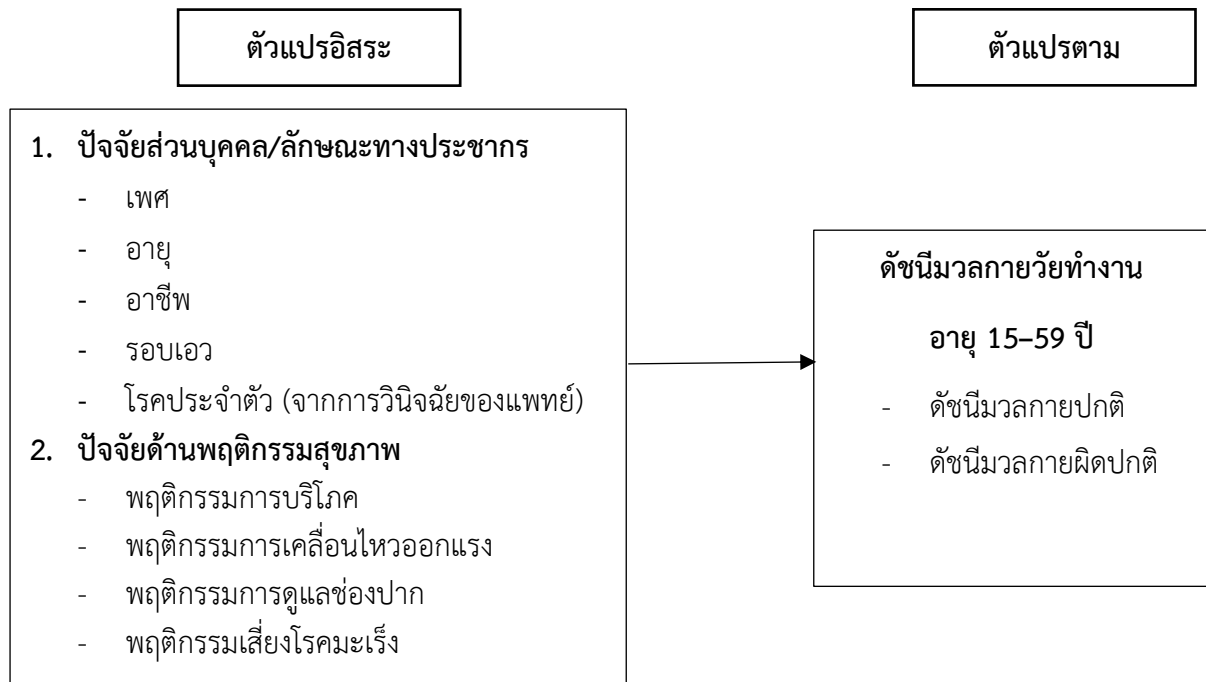 ตัวแปรอิสระ
ตัวแปรตาม
1. ปัจจัยส่วนบุคคล/ลักษณะทางประชากร
- เพศ
- อายุ
- อาชีพ
- รอบเอว
- โรคประจำตัว (จากการวินิจฉัยของแพทย์)
2. ปัจจัยด้านพฤติกรรมสุขภาพ
- พฤติกรรมการบริโภค
- พฤติกรรมการเคลื่อนไหวออกแรง
- พฤติกรรมการดูแลช่องปาก
- พฤติกรรมเสี่ยงโรคมะเร็ง
ดัชนีมวลกายวัยทำงาน
อายุ 15–59 ปี
- ดัชนีมวลกายปกติ
- ดัชนีมวลกายผิดปกติ